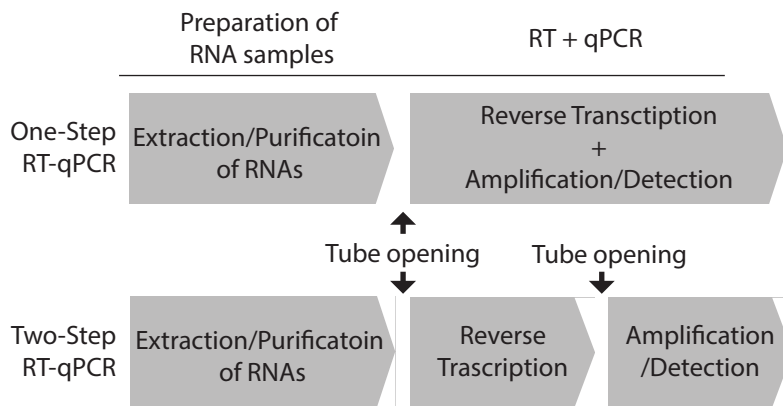 Preparation of
RNA samples
RT + qPCR
One-Step
RT-qPCR
Extraction/Purificatoin
of RNAs
Reverse Transctiption
+
Amplification/Detection
Tube opening
Tube opening
Two-Step
RT-qPCR
Extraction/Purificatoin
of RNAs
Reverse
Trascription
Amplification
/Detection